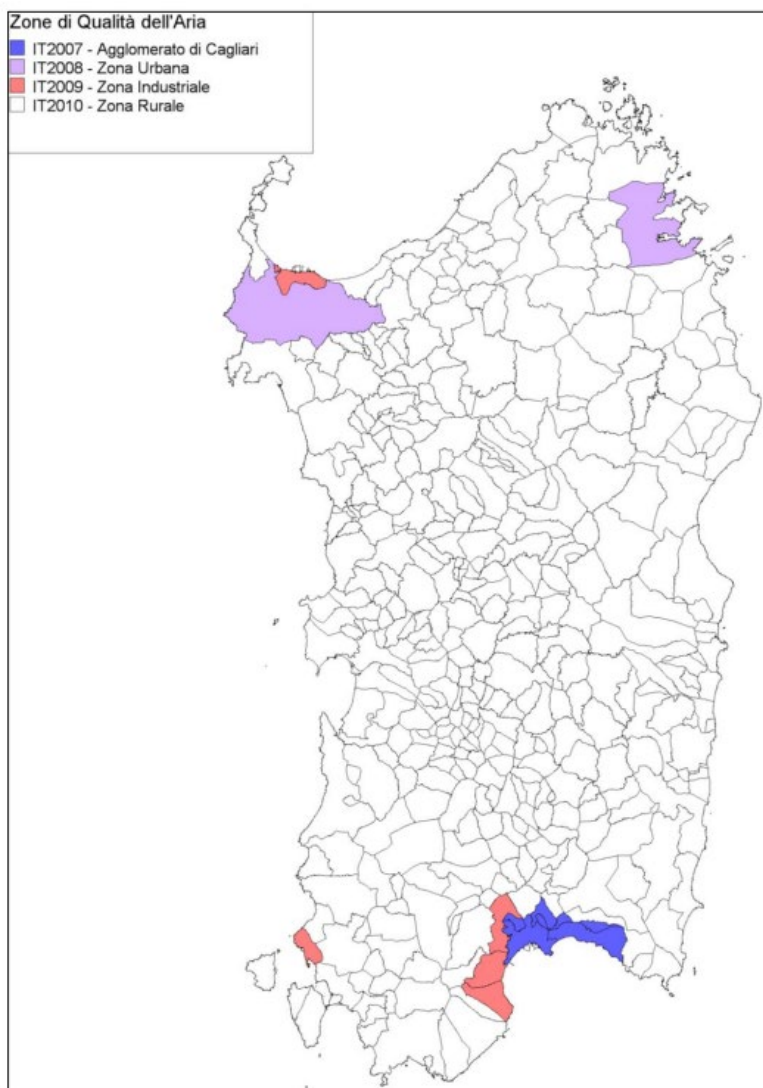 Zone di Qualità dell'Aria
IT2007 - Agglomerato di Cagliari
IT2008 - Zona Urbana
IT2009 - Zona Industriale
IT2010 - Zona Rurale